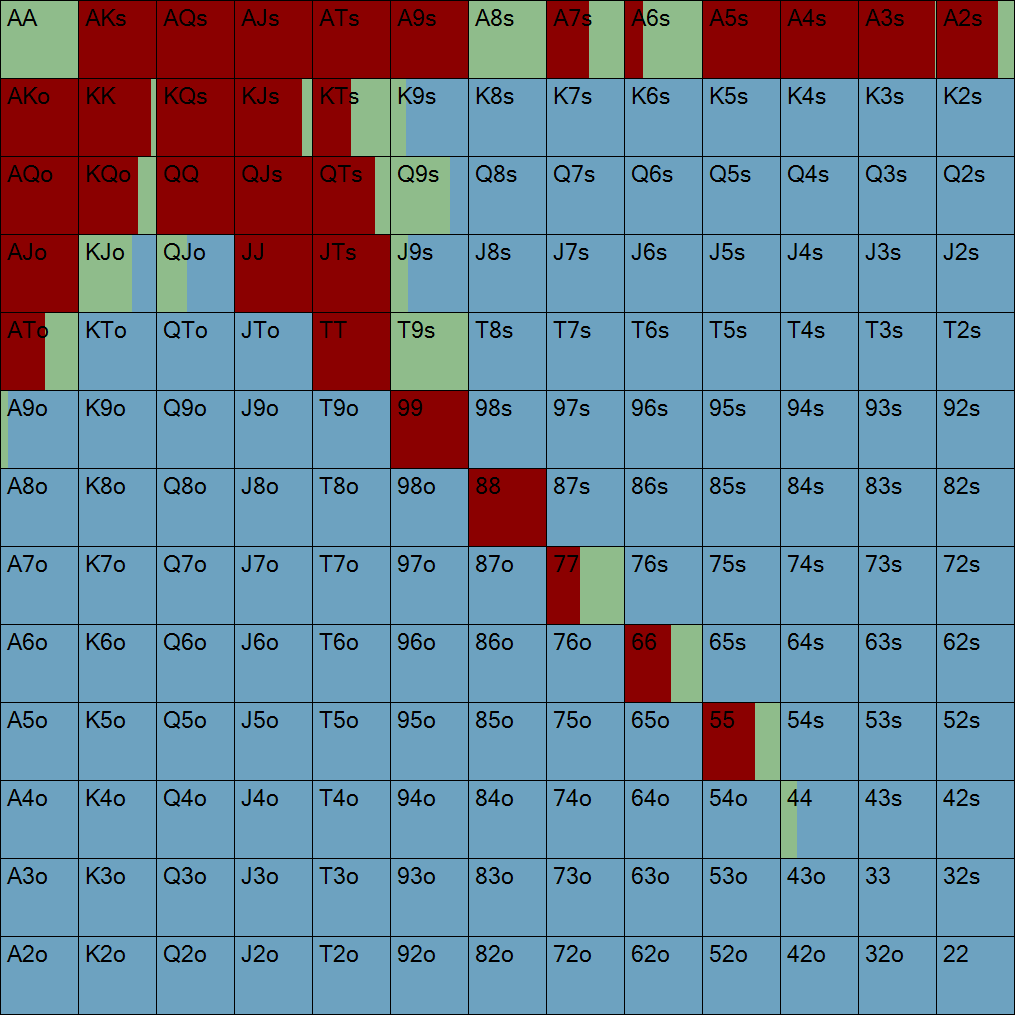 AA AKs AQs AJs ATs A9s A8s A7s A6s A5s A4s A3s A2s
AKo KK KQs KJs KTs K9s K8s K7s K6s K5s K4s K3s K2s
AQo KQo QQ QJs QTs Q9s Q8s Q7s Q6s Q5s Q4s Q3s Q2s
AJo KJo QJo JJ JTs J9s J8s J7s J6s J5s J4s J3s J2s
ATo KTo QTo JTo TT T9s T8s T7s T6s T5s T4s T3s T2s
A9o K9o Q9o J9o T9o 99 98s 97s 96s 95s 94s 93s 92s
A8o K8o Q8o J8o T8o 98o 88 87s 86s 85s 84s 83s 82s
A7o K7o Q7o J7o T7o 97o 87o 77 76s 75s 74s 73s 72s
A6o K6o Q6o J6o T6o 96o 86o 76o 66 65s 64s 63s 62s
A5o K5o Q5o J5o T5o 95o 85o 75o 65o 55 54s 53s 52s
A4o K4o Q4o J4o T4o 94o 84o 74o 64o 54o 44 43s 42s
A3o K3o Q3o J3o T3o 93o 83o 73o 63o 53o 43o 33 32s
A2o K2o Q2o J2o T2o 92o 82o 72o 62o 52o 42o 32o 22